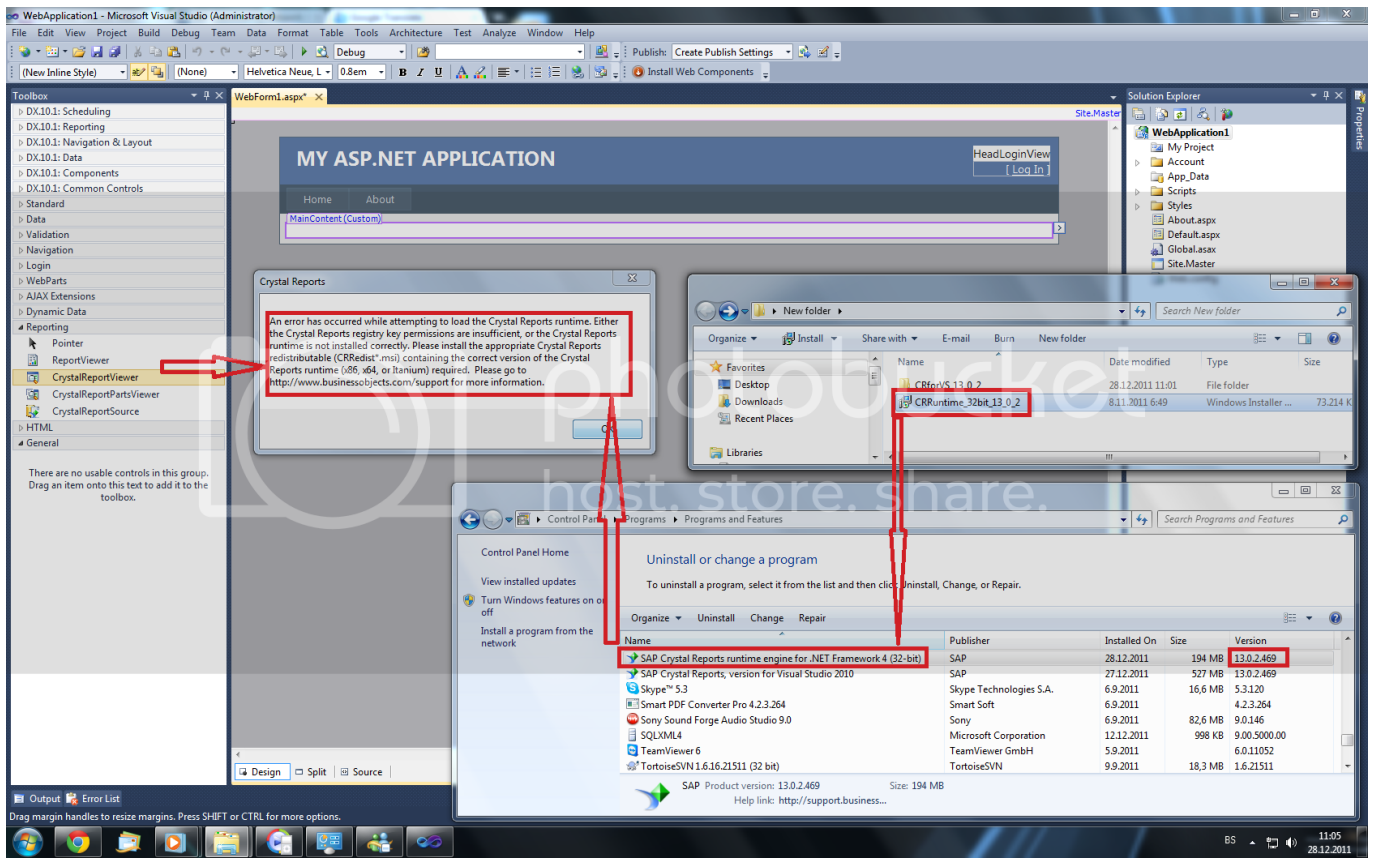 WebApplication1 - Microsoft Visual Studio (Administrator)
File Edit View Project Build Debug Team Data Format Table Tools Architecture Test Analyze Window Help
Debug
Publish: Create Publish Settings
(New Inline Style) (None) Helvetica Neue, L 0.8em B I U A Install Web Components
Toolbox
DX.10.1: Scheduling
DX.10.1: Reporting
DX.10.1: Navigation & Layout
DX.10.1: Data
DX.10.1: Components
DX.10.1: Common Controls
Standard
Data
Validation
Navigation
Login
WebParts
AJAX Extensions
Dynamic Data
Reporting
Pointer
ReportViewer
CrystalReportViewer
CrystalReportPartsViewer
CrystalReportSource
HTML
General
There are no usable controls in this group.
Drag an item onto this text to add it to the
toolbox.
WebForm1.aspx*
Site.Master
MY ASP.NET APPLICATION
HeadLoginView
[ Log In ]
Home About
MainContent (Custom)
Solution Explorer
Properties
WebApplication1
My Project
Account
App_Data
Scripts
Styles
About.aspx
Default.aspx
Global.asax
Site.Master
Crystal Reports
An error has occurred while attempting to load the Crystal Reports runtime. Either
the Crystal Reports registry key permissions are insufficient, or the Crystal Reports
runtime is not installed correctly. Please install the appropriate Crystal Reports
redistributable (CRRedist*.msi) containing the correct version of the Crystal
Reports runtime (x86, x64, or Itanium) required. Please go to
http://www.businessobjects.com/support for more information.
New folder
Search New folder
Organize Install Share with E-mail Burn New folder
Favorites
Desktop
Downloads
Recent Places
Libraries
Name Date modified Type Size
CRforVS_13_0_2 28.12.2011 11:01 File folder
CRRuntime_32bit_13_0_2 8.11.2011 6:49 Windows Installer ... 73.214 K
photobucket
host. store. share.
Control Panel Programs Programs and Features
Search Programs and Features
Control Panel Home
View installed updates
Turn Windows features on or
off
Install a program from the
network
Uninstall or change a program
To uninstall a program, select it from the list and then click Uninstall, Change, or Repair.
Organize Uninstall Change Repair
Name Publisher Installed On Size Version
SAP Crystal Reports runtime engine for .NET Framework 4 (32-bit) SAP 28.12.2011 194 MB 13.0.2.469
SAP Crystal Reports, version for Visual Studio 2010 SAP 27.12.2011 527 MB 13.0.2.469
Skype™ 5.3 Skype Technologies S.A. 6.9.2011 16,6 MB 5.3.120
Smart PDF Converter Pro 4.2.3.264 Smart Soft 6.9.2011 4.2.3.264
Sony Sound Forge Audio Studio 9.0 Sony 6.9.2011 82,6 MB 9.0.146
SQLXML4 Microsoft Corporation 12.12.2011 998 KB 9.00.5000.00
TeamViewer 6 TeamViewer GmbH 5.9.2011 6.0.11052
TortoiseSVN 1.6.16.21511 (32 bit) TortoiseSVN 9.9.2011 18,3 MB 1.6.21511
SAP Product version: 13.0.2.469 Size: 194 MB
Help link: http://support.business...
Design Split Source
Output Error List
Drag margin handles to resize margins. Press SHIFT or CTRL for more options.
BS
11:05
28.12.2011